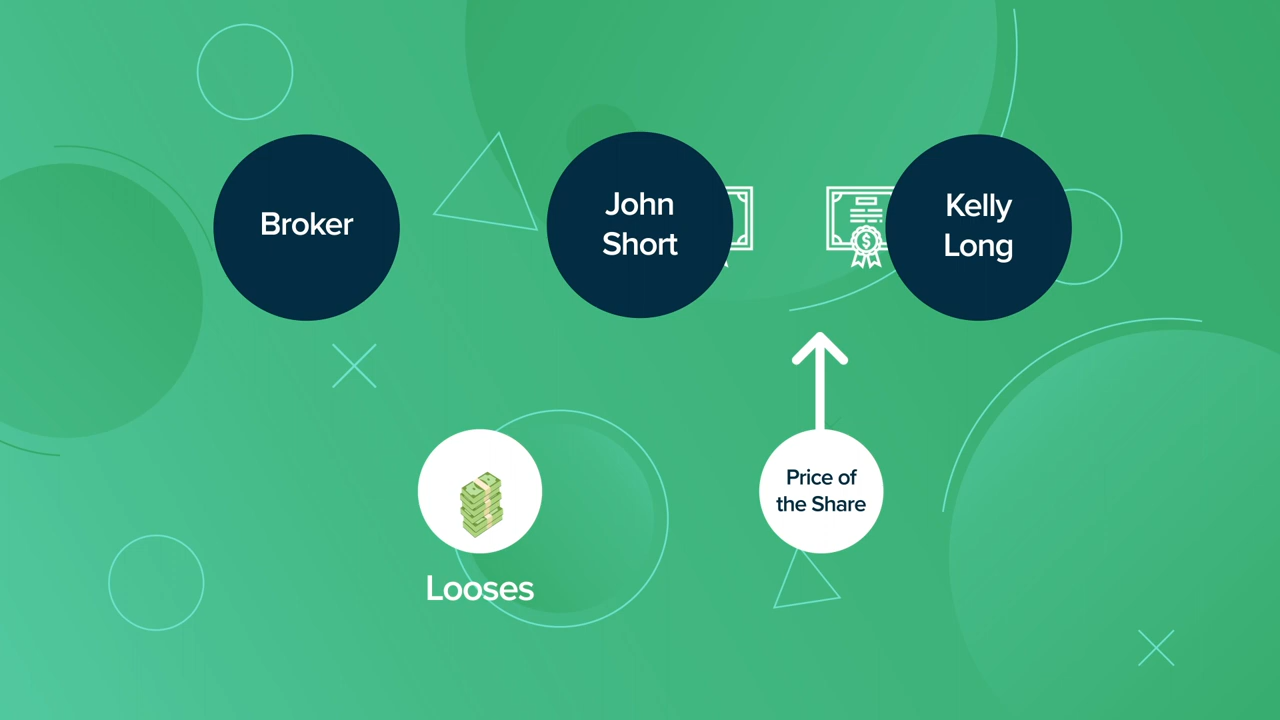 Broker
John
Short
Kelly
Long
$
Price of
the Share
Looses